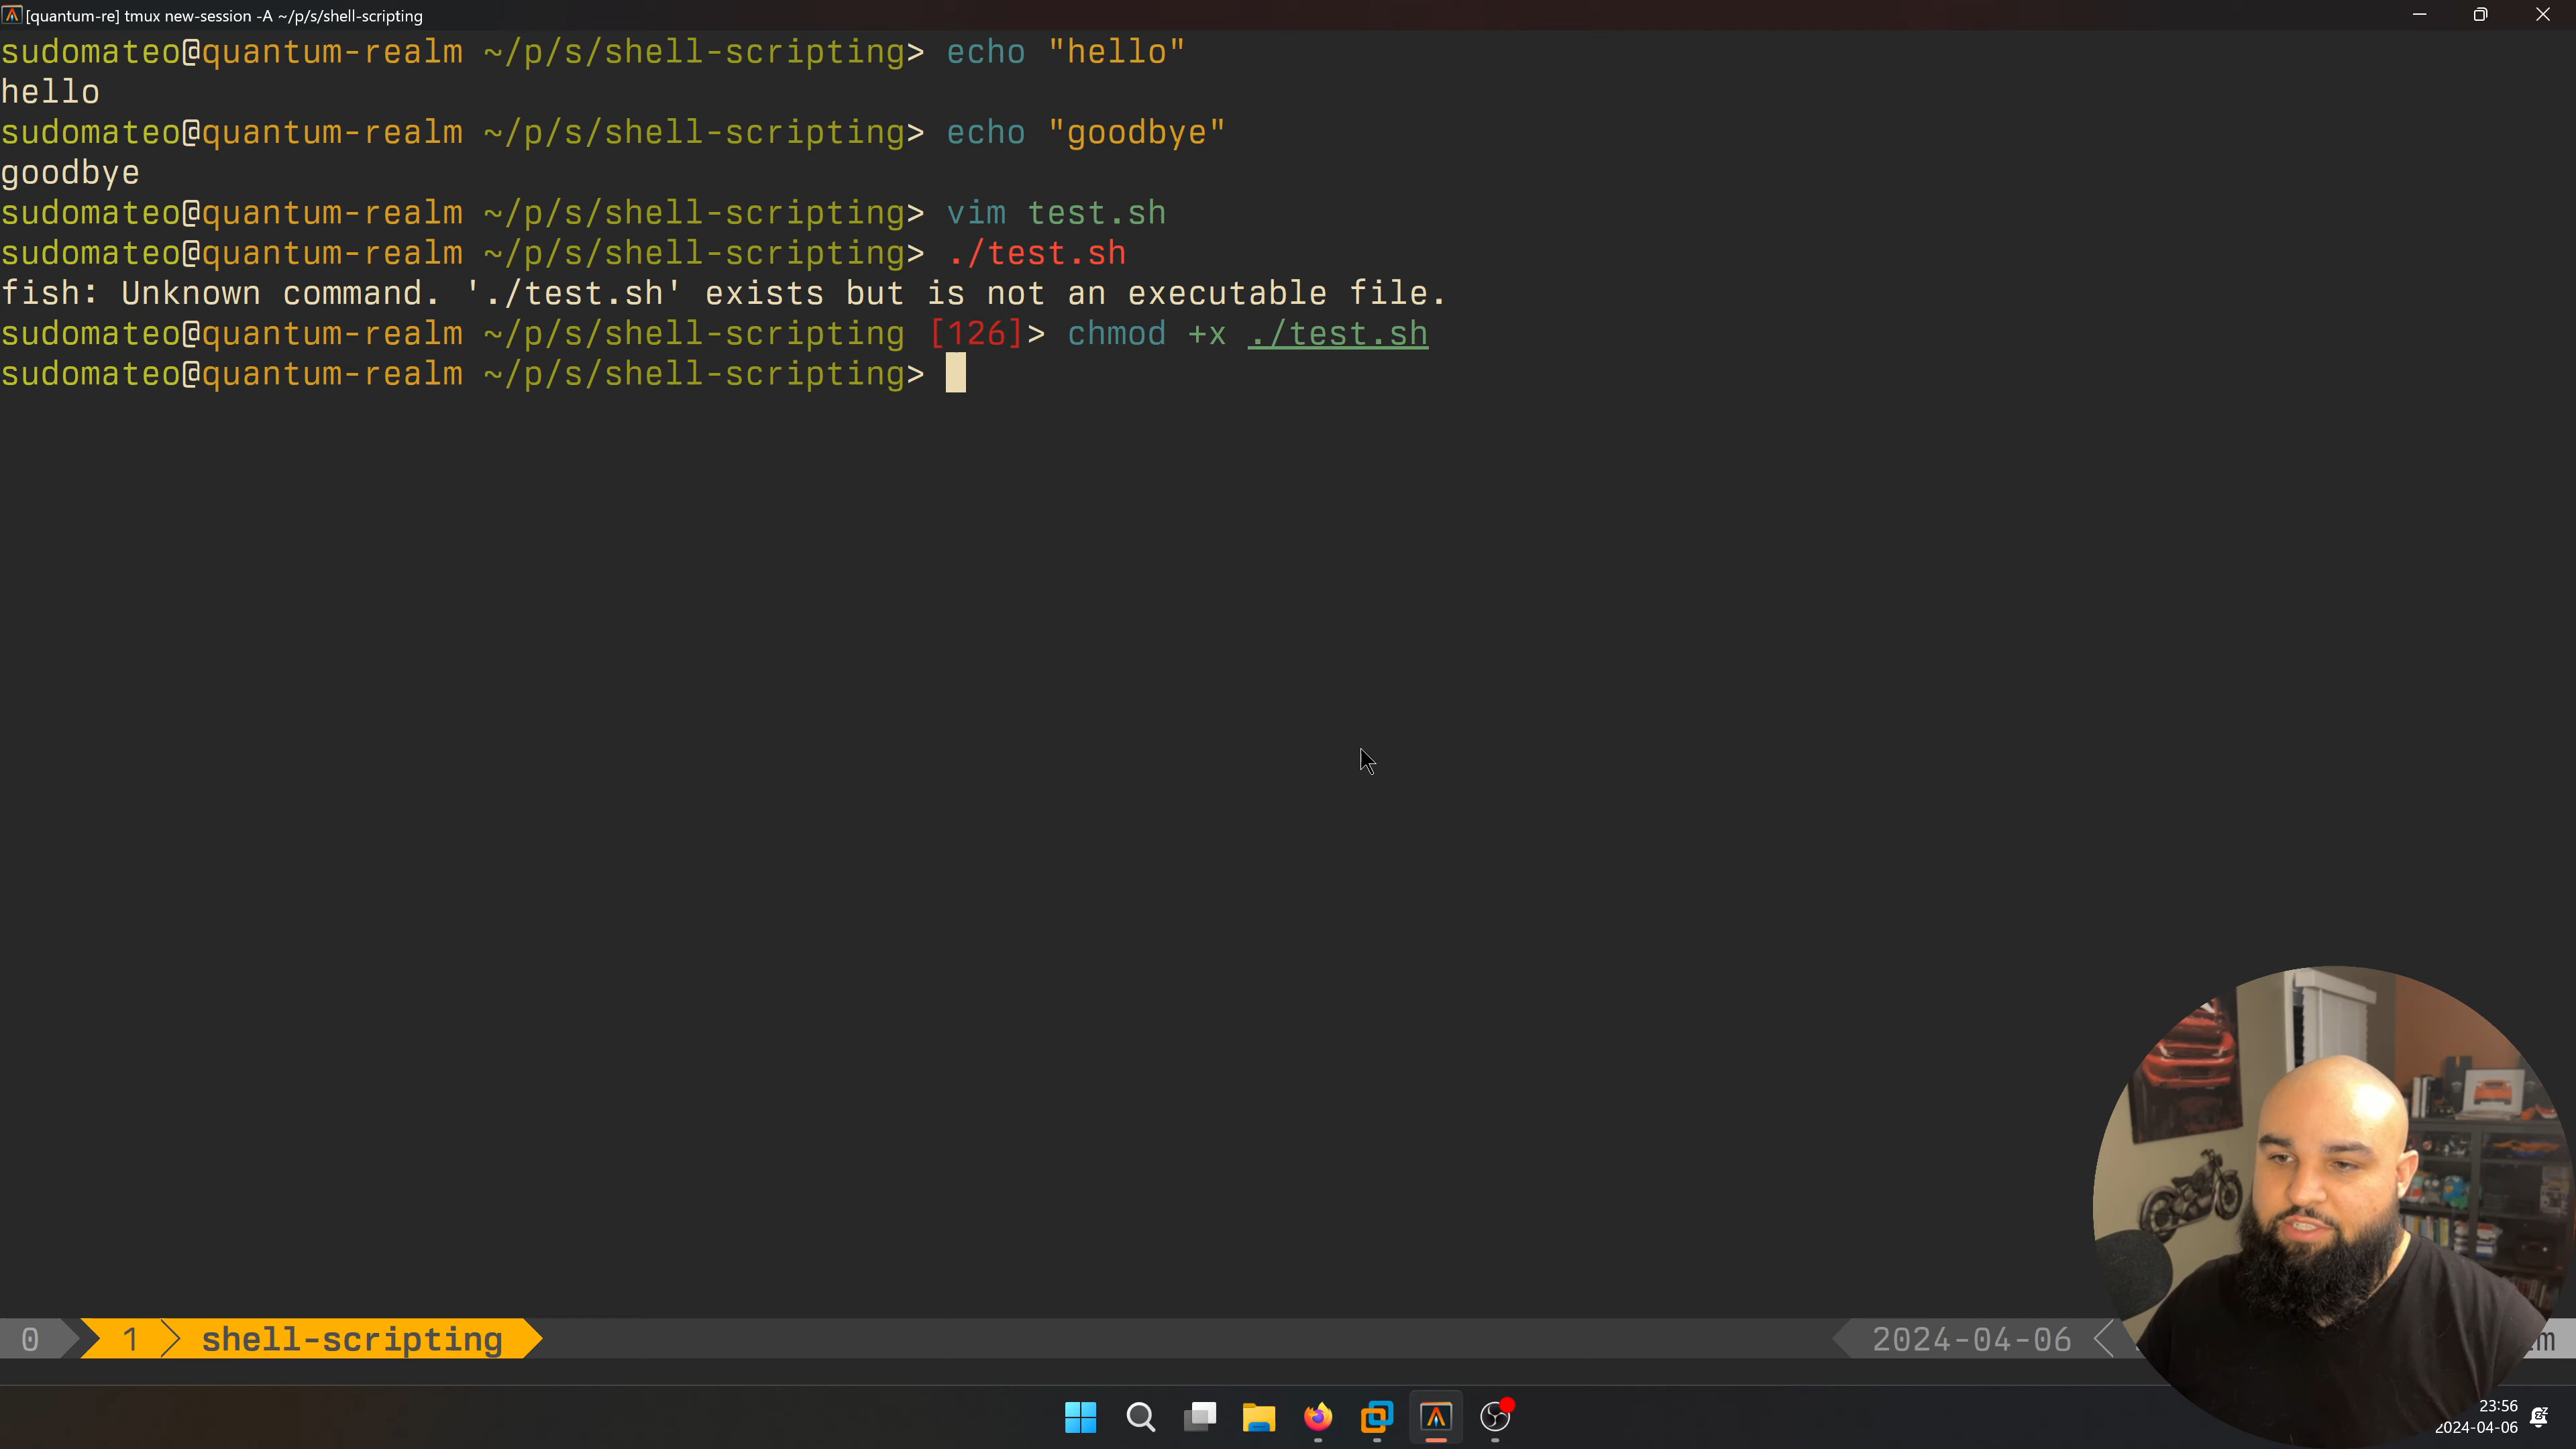 [quantum-re] tmux new-session -A ~/p/s/shell-scripting
sudomateo@quantum-realm ~/p/s/shell-scripting> echo "hello"
hello
sudomateo@quantum-realm ~/p/s/shell-scripting> echo "goodbye"
goodbye
sudomateo@quantum-realm ~/p/s/shell-scripting> vim test.sh
sudomateo@quantum-realm ~/p/s/shell-scripting> ./test.sh
fish: Unknown command. './test.sh' exists but is not an executable file.
sudomateo@quantum-realm ~/p/s/shell-scripting [126]> chmod +x ./test.sh
sudomateo@quantum-realm ~/p/s/shell-scripting>
0 1 shell-scripting 2024-04-06
23:56
2024-04-06